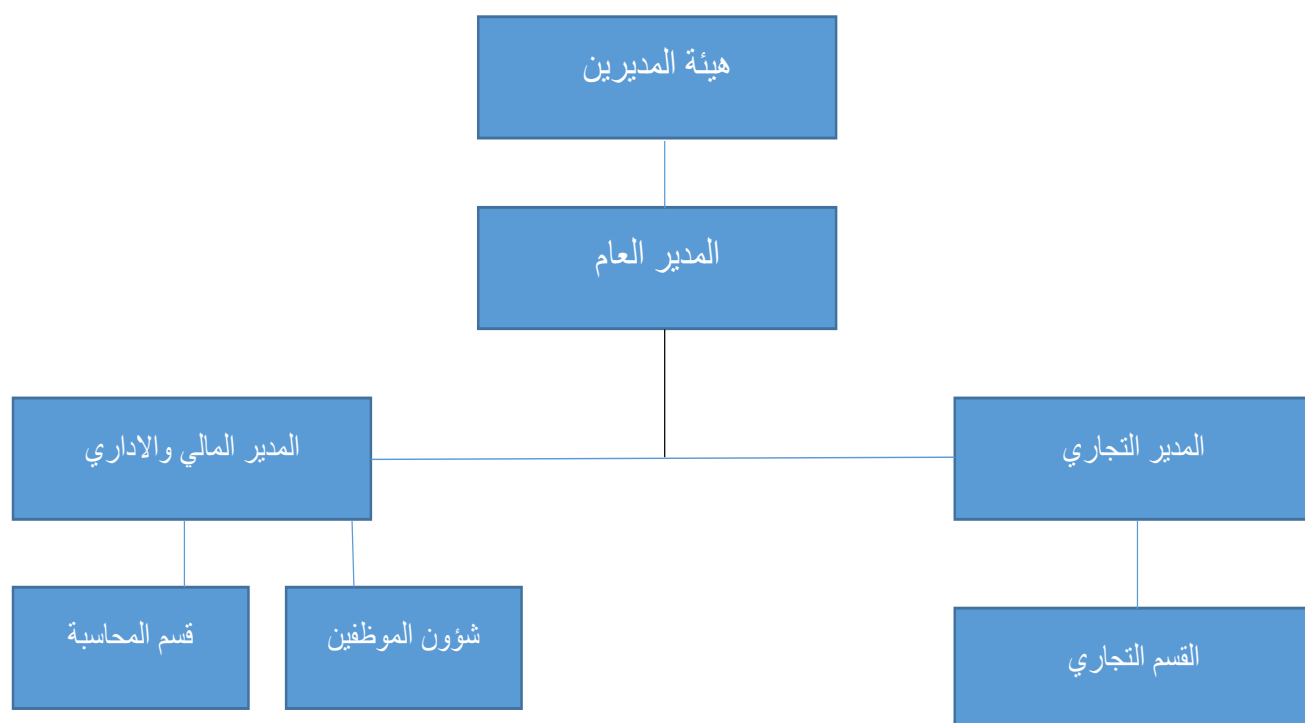 هيئة المديرين
المدير العام
المدير التجاري
المدير المالي والاداري
القسم التجاري
شؤون الموظفين
قسم المحاسبة